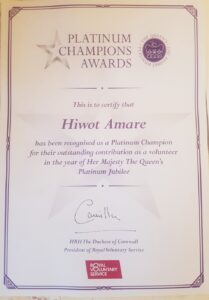 PLATINUM
CHAMPIONS
AWARDS
This is to certify that
Hiwot Amare
has been recognised as a Platinum Champion
for their outstanding contribution as a volunteer
in the year of Her Majesty The Queen's
Platinum Jubilee
HRH The Duchess of Cornwall
President of Royal Voluntary Service
ROYAL
VOLUNTARY
SERVICE